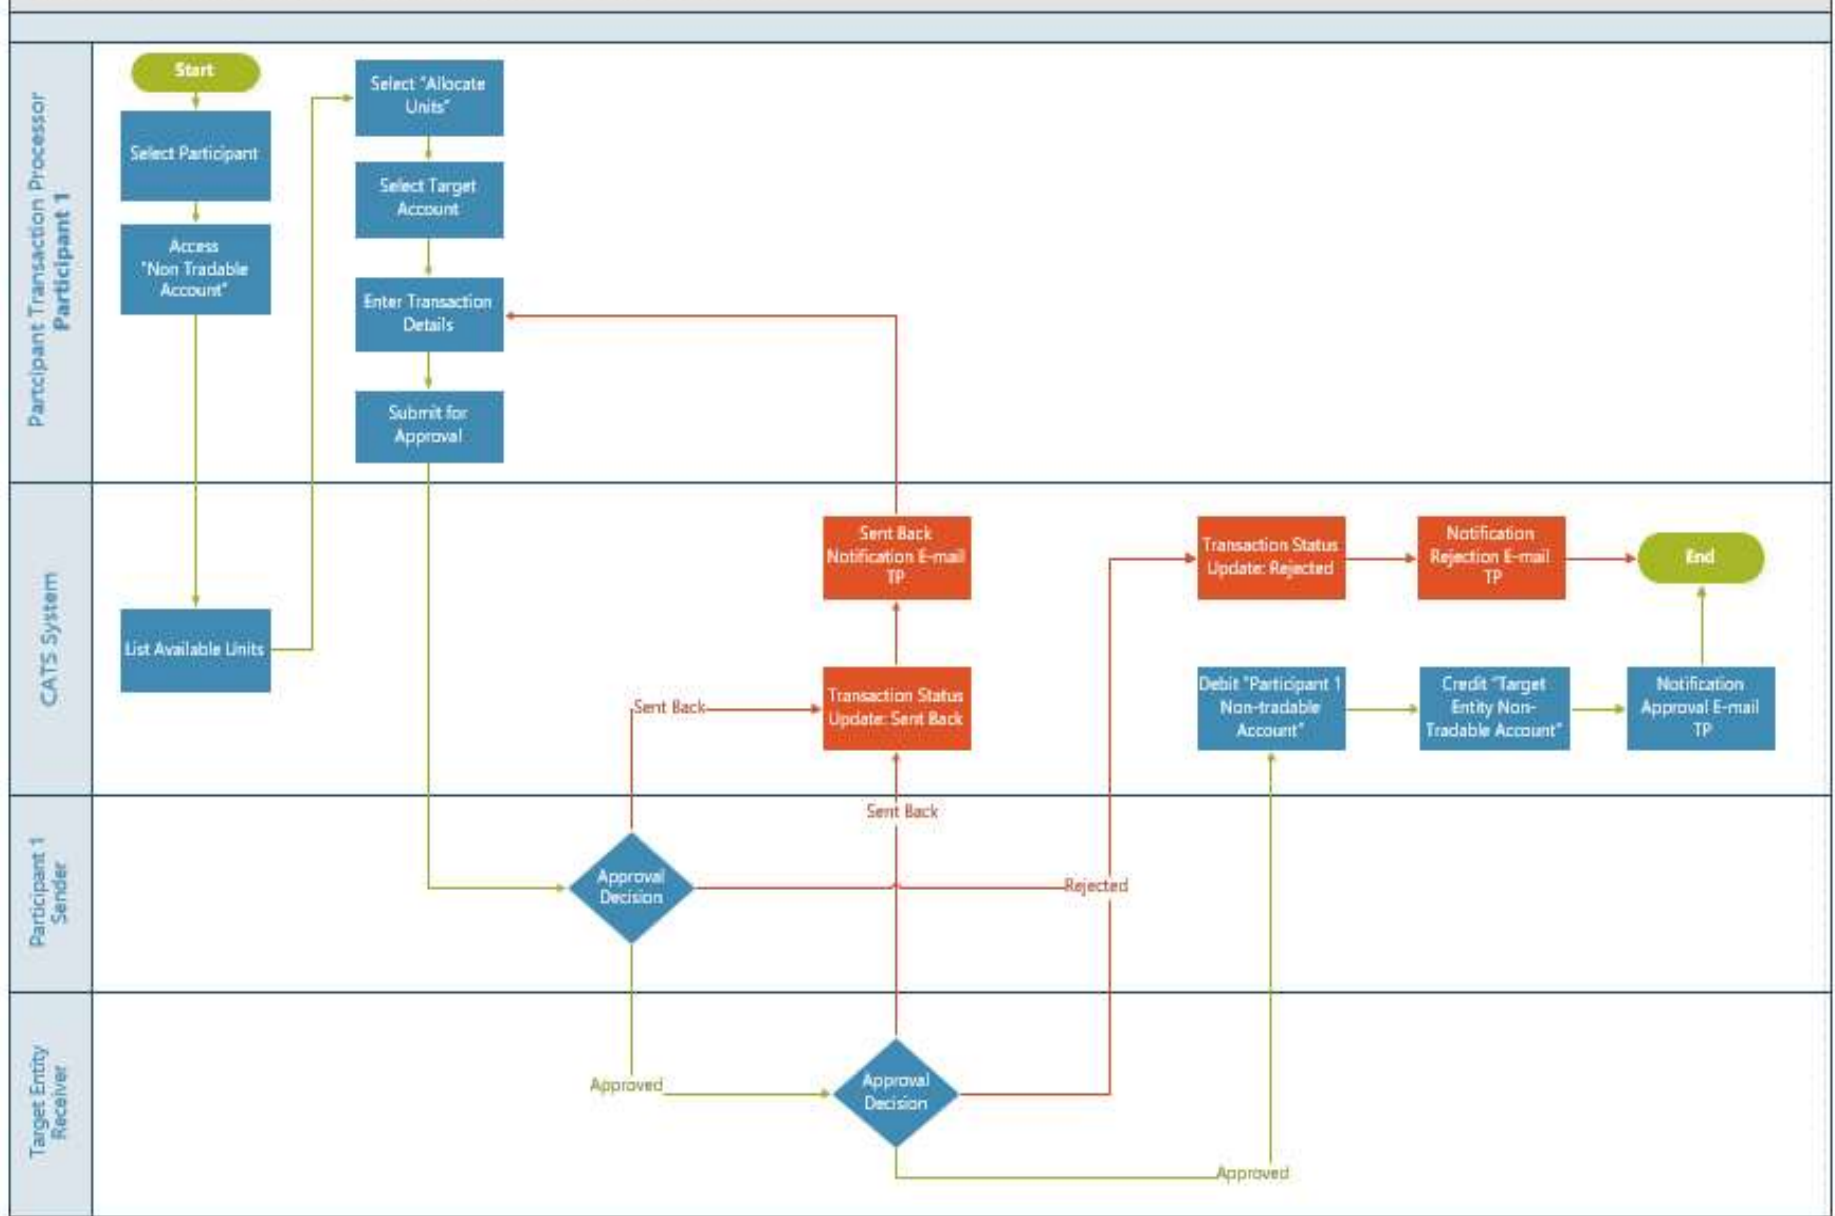 Partcipant Transaction Processor
Participant 1
Start
Select Participant
Access
"Non Tradable
Account"
Select "Allocate
Units"
Select Target
Account
Enter Transaction
Details
Submit for
Approval
CATS System
List Available Units
Sent Back
Notification E-mail
TP
Transaction Status
Update: Sent Back
Sent Back
Transaction Status
Update: Rejected
Notification
Rejection E-mail
TP
End
Debit "Participant 1
Non-tradable
Account"
Credit "Target
Entity Non-
Tradable Account"
Notification
Approval E-mail
TP
Participant 1
Sender
Sent Back
Approval
Decision
Rejected
Target Entity
Receiver
Approved
Approval
Decision
Approved